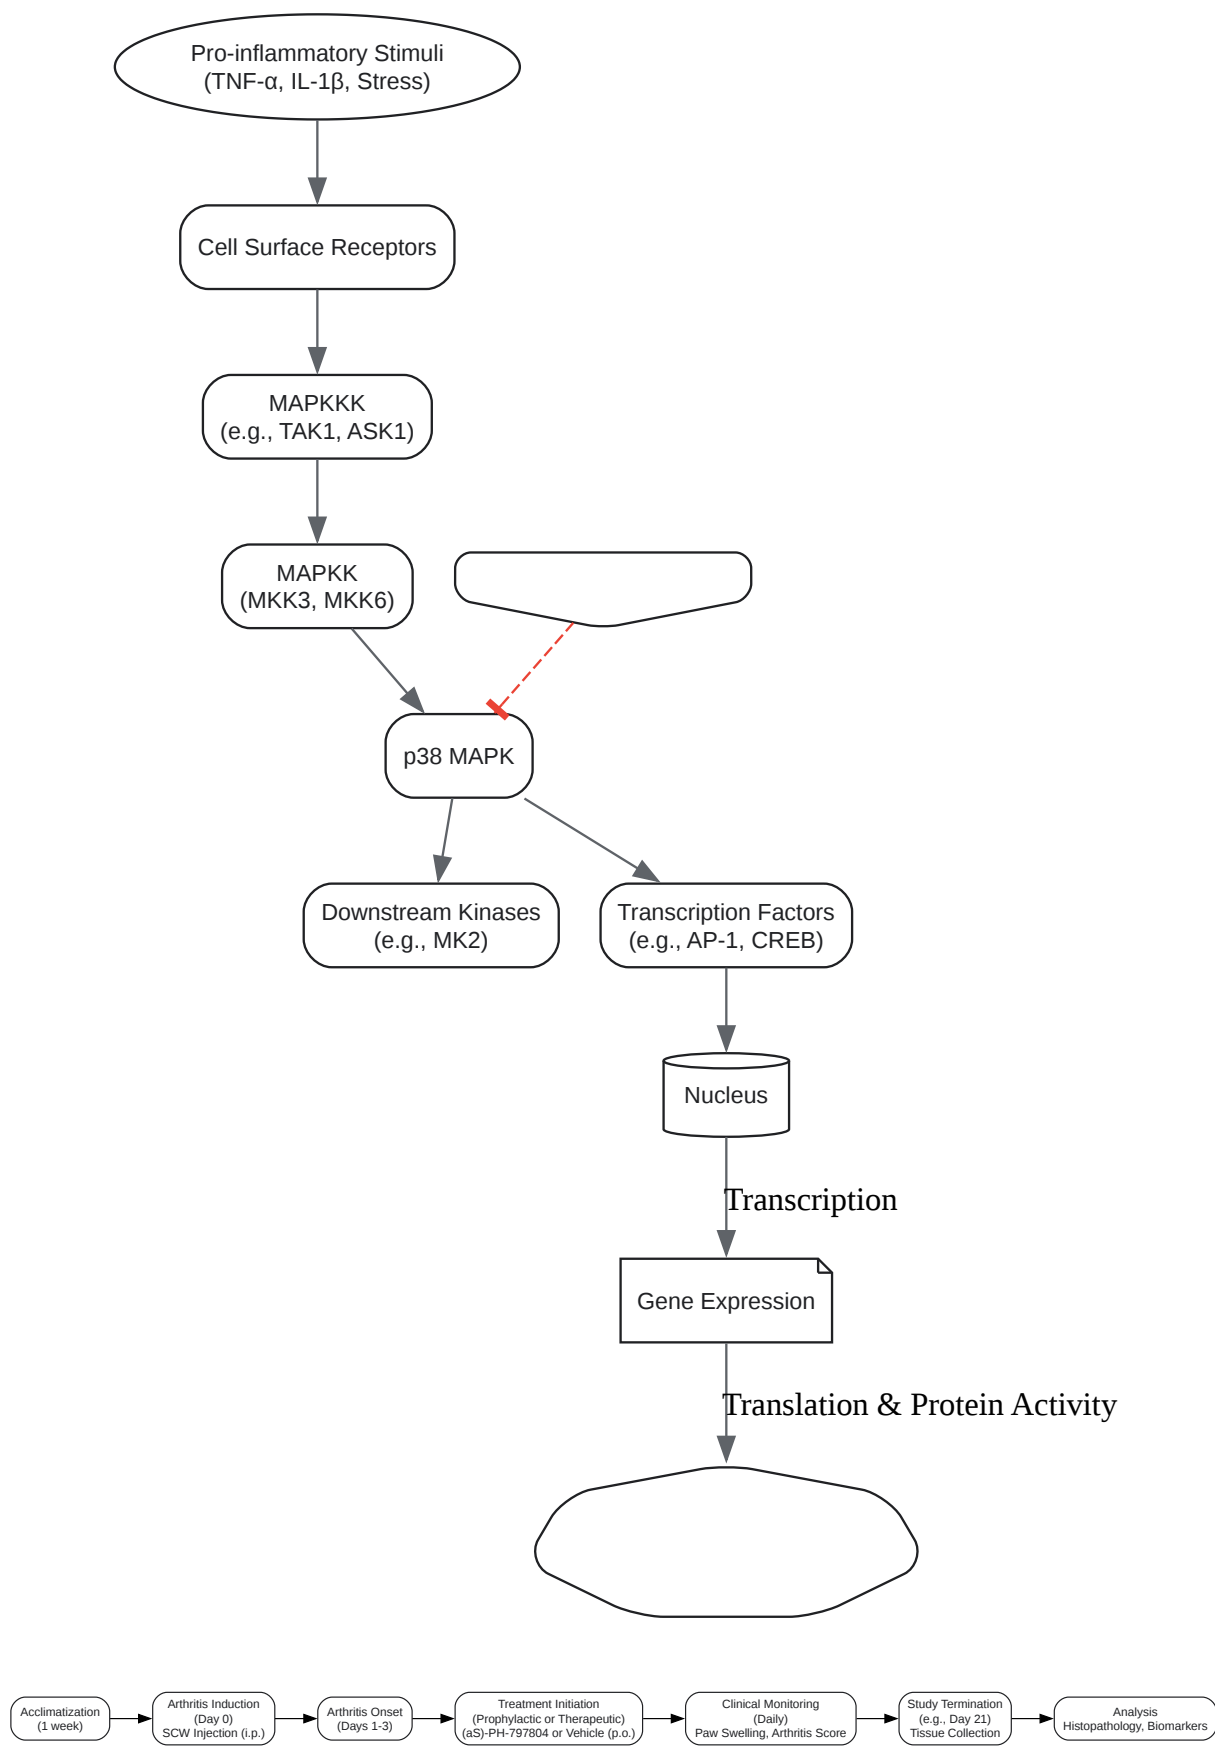 Pro-inflammatory Stimuli
(TNF-α, IL-1β, Stress)
Cell Surface Receptors
MAPKKK
(e.g., TAK1, ASK1)
MAPKK
(MKK3, MKK6)
p38 MAPK
Downstream Kinases
(e.g., MK2)
Transcription Factors
(e.g., AP-1, CREB)
Nucleus
Transcription
Gene Expression
Translation & Protein Activity
Acclimatization
(1 week)
Arthritis Induction
(Day 0)
SCW Injection (i.p.)
Arthritis Onset
(Days 1-3)
Treatment Initiation
(Prophylactic or Therapeutic)
(aS)-PH-797804 or Vehicle (p.o.)
Clinical Monitoring
(Daily)
Paw Swelling, Arthritis Score
Study Termination
(e.g., Day 21)
Tissue Collection
Analysis
Histopathology, Biomarkers